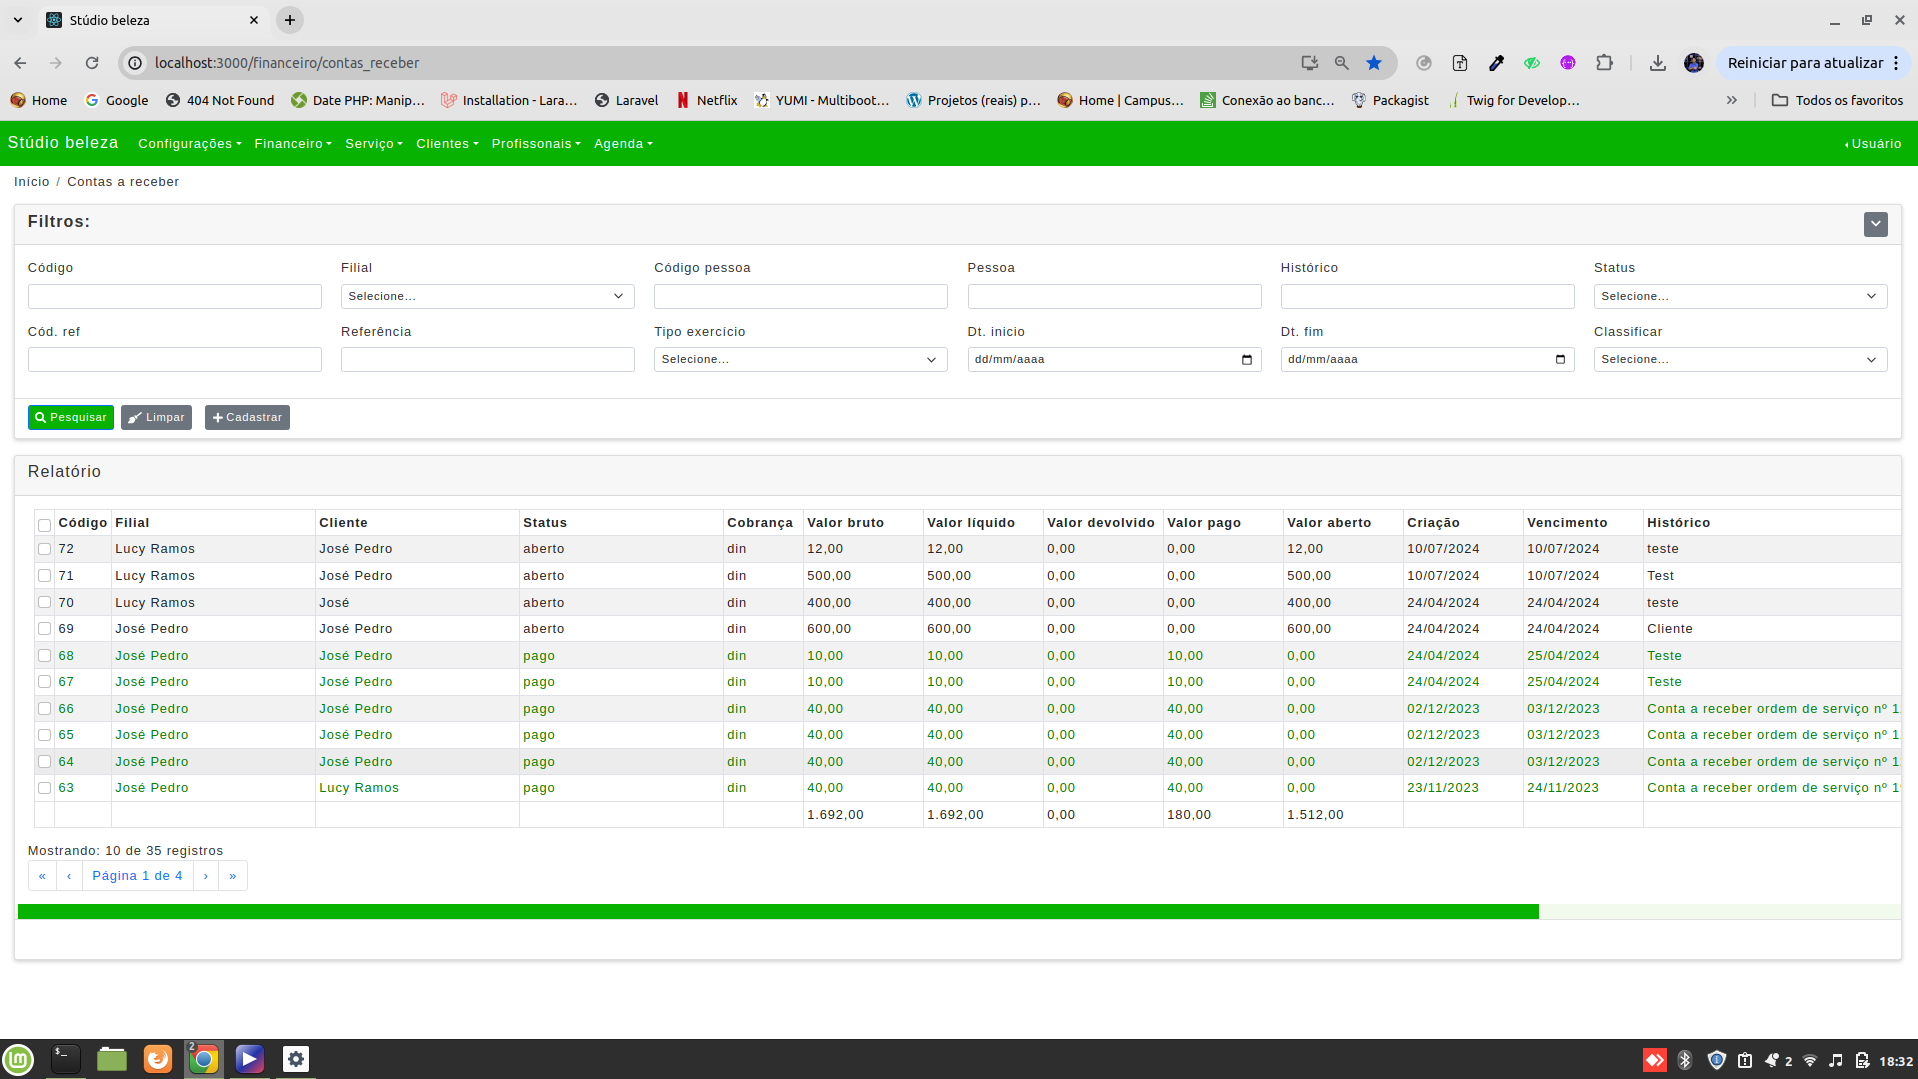 Stúdio beleza
localhost:3000/financeiro/contas_receber
Reiniciar para atualizar
Home Google 404 Not Found Date PHP: Manip... Installation - Lara... Laravel Netflix YUMI - Multiboot... Projetos (reais) p... Home | Campus... Conexão ao banc... Packagist Twig for Develop... » Todos os favoritos
Stúdio beleza Configurações Financeiro Serviço Clientes Profissonais Agenda Usuário
Início / Contas a receber
Filtros:
Código Filial Código pessoa Pessoa Histórico Status
Selecione... Selecione...
Cód. ref Referência Tipo exercício Dt. inicio Dt. fim Classificar
Selecione... dd/mm/aaaa dd/mm/aaaa Selecione...
Pesquisar Limpar Cadastrar
Relatório
Código Filial Cliente Status Cobrança Valor bruto Valor líquido Valor devolvido Valor pago Valor aberto Criação Vencimento Histórico
72 Lucy Ramos José Pedro aberto din 12,00 12,00 0,00 0,00 12,00 10/07/2024 10/07/2024 teste
71 Lucy Ramos José Pedro aberto din 500,00 500,00 0,00 0,00 500,00 10/07/2024 10/07/2024 Test
70 Lucy Ramos José aberto din 400,00 400,00 0,00 0,00 400,00 24/04/2024 24/04/2024 teste
69 José Pedro José Pedro aberto din 600,00 600,00 0,00 0,00 600,00 24/04/2024 24/04/2024 Cliente
68 José Pedro José Pedro pago din 10,00 10,00 0,00 10,00 0,00 24/04/2024 25/04/2024 Teste
67 José Pedro José Pedro pago din 10,00 10,00 0,00 10,00 0,00 24/04/2024 25/04/2024 Teste
66 José Pedro José Pedro pago din 40,00 40,00 0,00 40,00 0,00 02/12/2023 03/12/2023 Conta a receber ordem de serviço nº 1
65 José Pedro José Pedro pago din 40,00 40,00 0,00 40,00 0,00 02/12/2023 03/12/2023 Conta a receber ordem de serviço nº 1
64 José Pedro José Pedro pago din 40,00 40,00 0,00 40,00 0,00 02/12/2023 03/12/2023 Conta a receber ordem de serviço nº 1
63 José Pedro Lucy Ramos pago din 40,00 40,00 0,00 40,00 0,00 23/11/2023 24/11/2023 Conta a receber ordem de serviço nº 1
1.692,00 1.692,00 0,00 180,00 1.512,00
Mostrando: 10 de 35 registros
« ‹ Página 1 de 4 › »
2
2 18:32